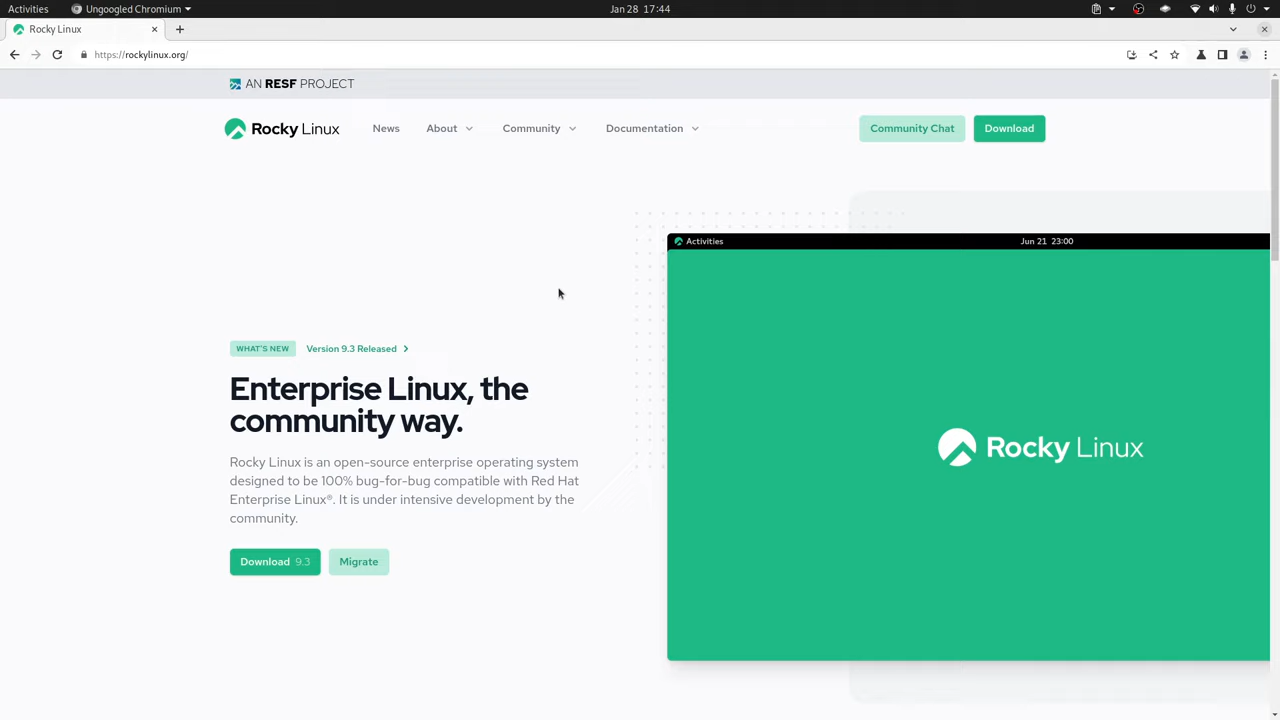 Activities
Ungoogled Chromium
Jan 28 17:44
Rocky Linux
https://rockylinux.org/
AN RESF PROJECT
Rocky Linux
News
About
Community
Documentation
Community Chat
Download
Activities
Jun 21 23:00
WHAT'S NEW
Version 9.3 Released
Enterprise Linux, the
community way.
Rocky Linux
Rocky Linux is an open-source enterprise operating system
designed to be 100% bug-for-bug compatible with Red Hat
Enterprise Linux®. It is under intensive development by the
community.
Download 9.3
Migrate